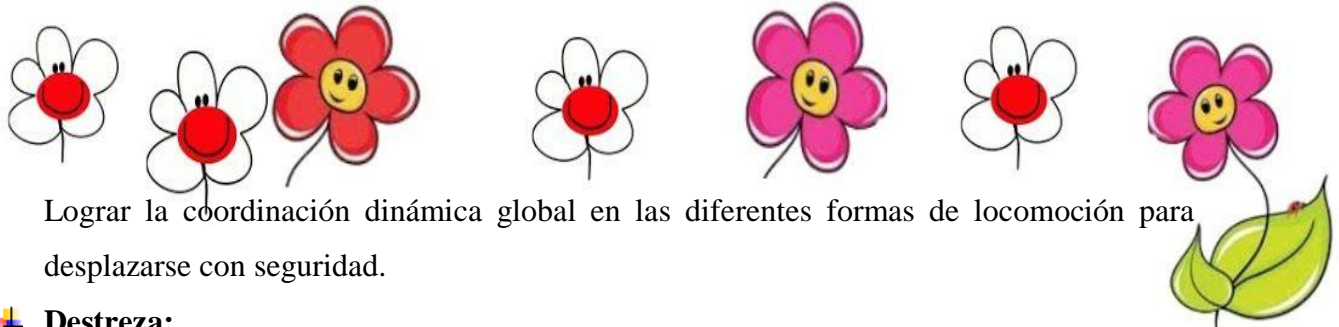 Lograr la coordinación dinámica global en las diferentes formas de locomoción para
desplazarse con seguridad.
Destreza: